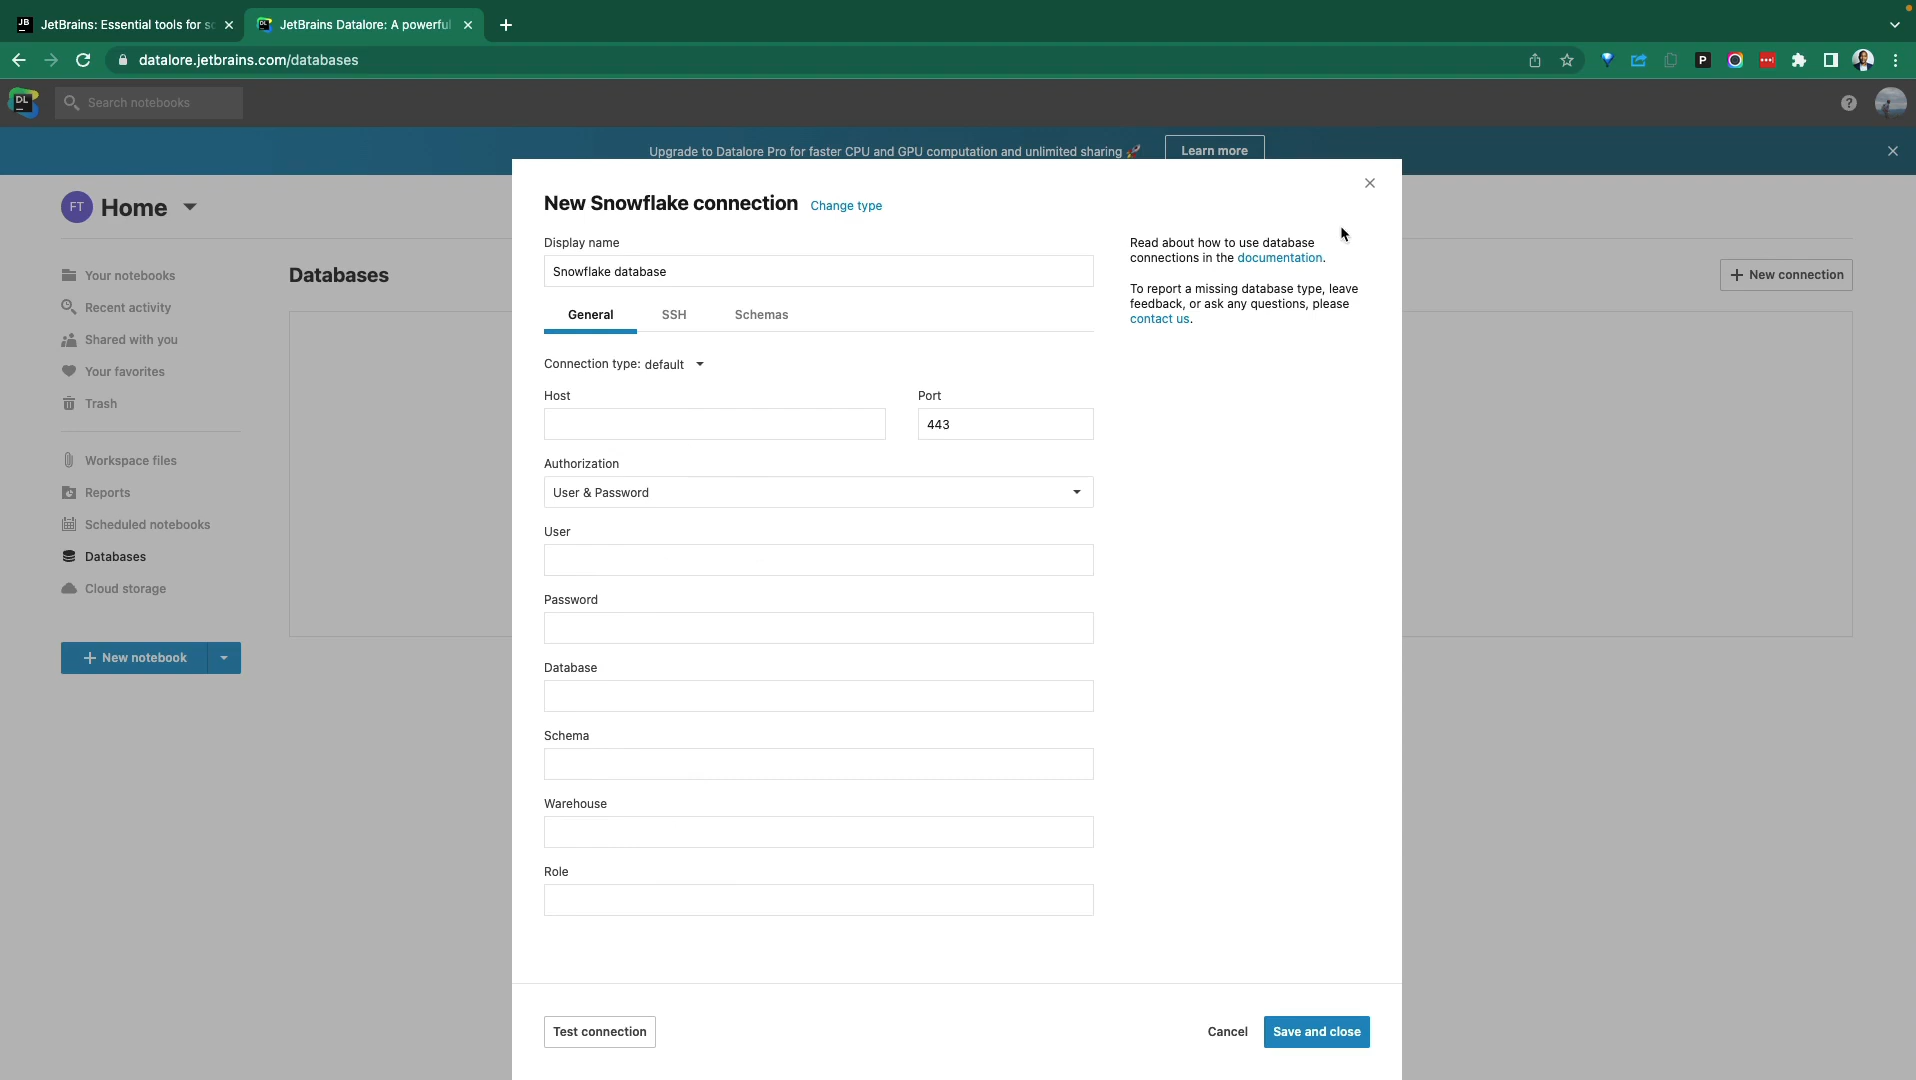 JB JetBrains: Essential tools for so
JetBrains Datalore: A powerful
datalore.jetbrains.com/databases
P
DL
Search notebooks
?
Upgrade to Datalore Pro for faster CPU and GPU computation and unlimited sharing 🚀
Learn more
FT Home
Your notebooks
Recent activity
Shared with you
Your favorites
Trash
Workspace files
Reports
Scheduled notebooks
Databases
Cloud storage
+ New notebook
Databases
+ New connection
New Snowflake connection Change type
Display name
Snowflake database
General SSH Schemas
Connection type: default
Host
Port
443
Authorization
User & Password
User
Password
Database
Schema
Warehouse
Role
Read about how to use database
connections in the documentation.
To report a missing database type, leave
feedback, or ask any questions, please
contact us.
Test connection
Cancel
Save and close